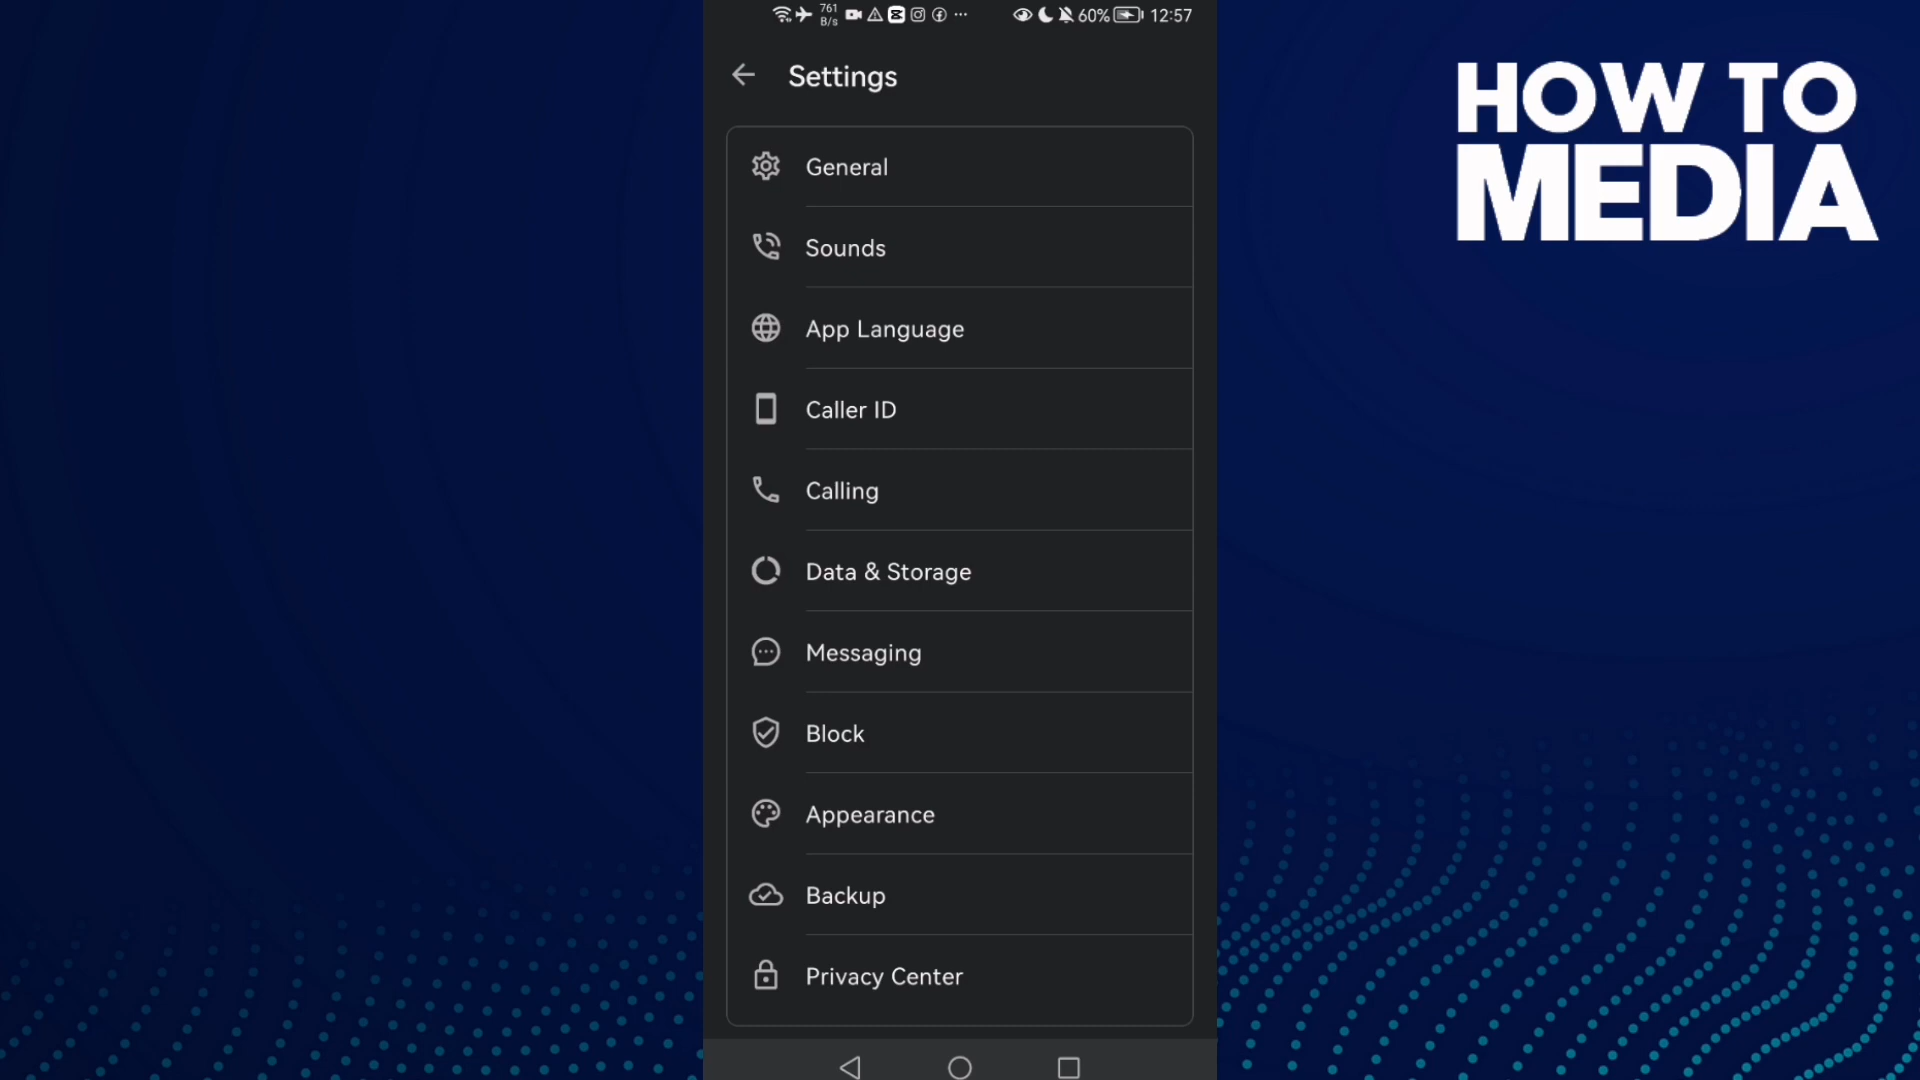 761
B/s
60%
12:57
Settings
General
Sounds
App Language
Caller ID
Calling
Data & Storage
Messaging
Block
Appearance
Backup
Privacy Center
HOW TO
MEDIA